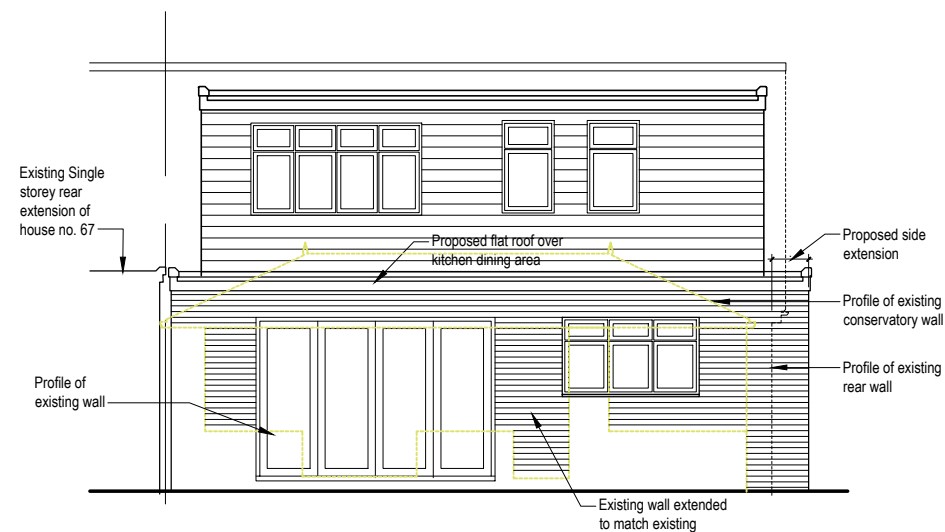 Existing Single
storey rear
extension of
house no. 67
Proposed flat roof over
kitchen dining area
Proposed side
extension
Profile of existing
conservatory wall
Profile of existing
rear wall
Profile of
existing wall
Existing wall extended
to match existing